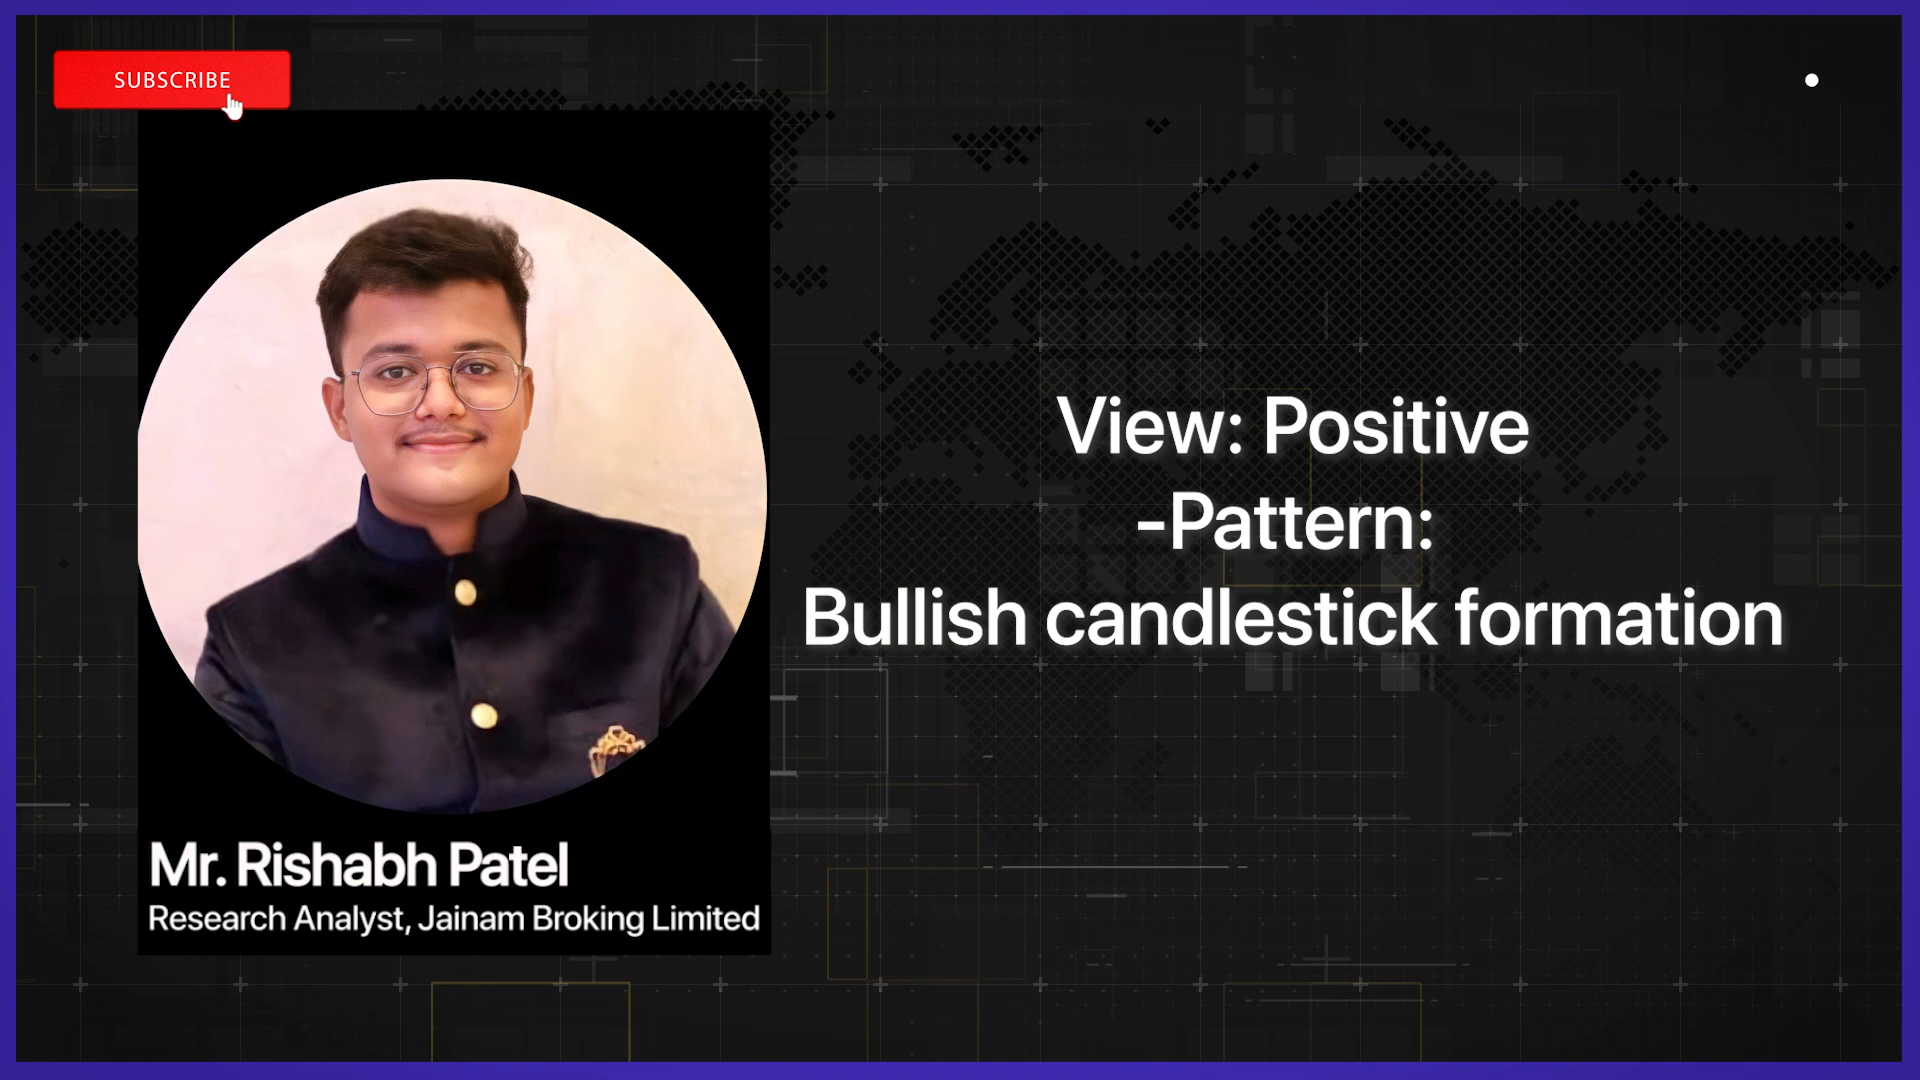 SUBSCRIBE
View: Positive
-Pattern:
Bullish candlestick formation
Mr. Rishabh Patel
Research Analyst, Jainam Broking Limited